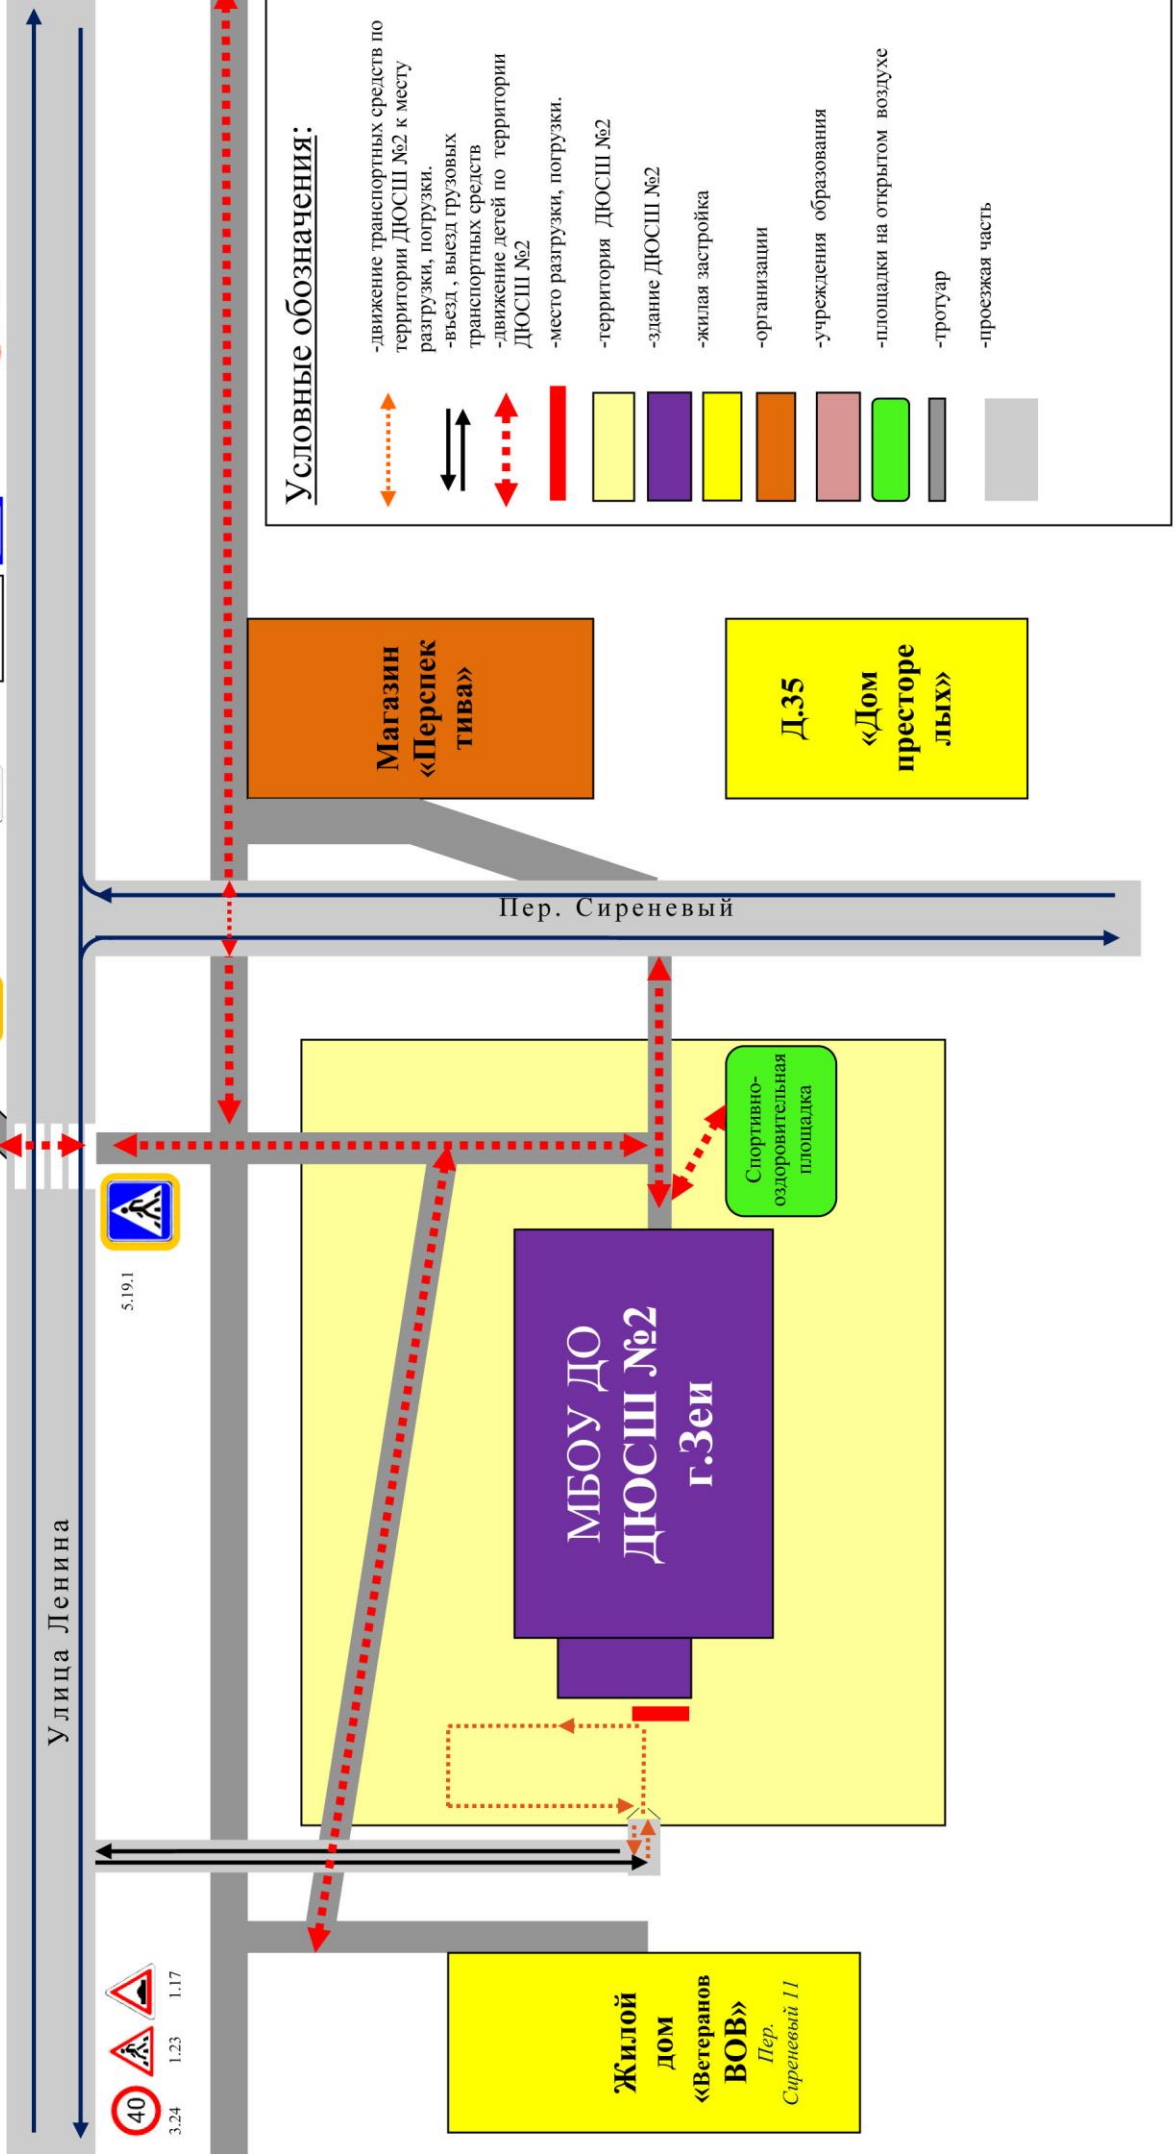 Улица Ленина
3.24
1.23
1.17
40
5.19.1
Жилой
дом
«Ветеранов
ВОВ»
Пер.
Сиреневый 11
МБОУ ДО
ДЮСШ №2
г.Зеи
Спортивно-
оздоровительная
площадка
Пер. Сиреневый
Магазин
«Перспек
тива»
Д.35
«Дом
престоре
лых»
Условные обозначения:
-движение транспортных средств по
территории ДЮСШ №2 к месту
разгрузки, погрузки.
-въезд , выезд грузовых
транспортных средств
-движение детей по территории
ДЮСШ №2
-место разгрузки, погрузки.
-территория ДЮСШ №2
-здание ДЮСШ №2
-жилая застройка
-организации
-учреждения образования
-площадки на открытом воздухе
-тротуар
-проезжая часть